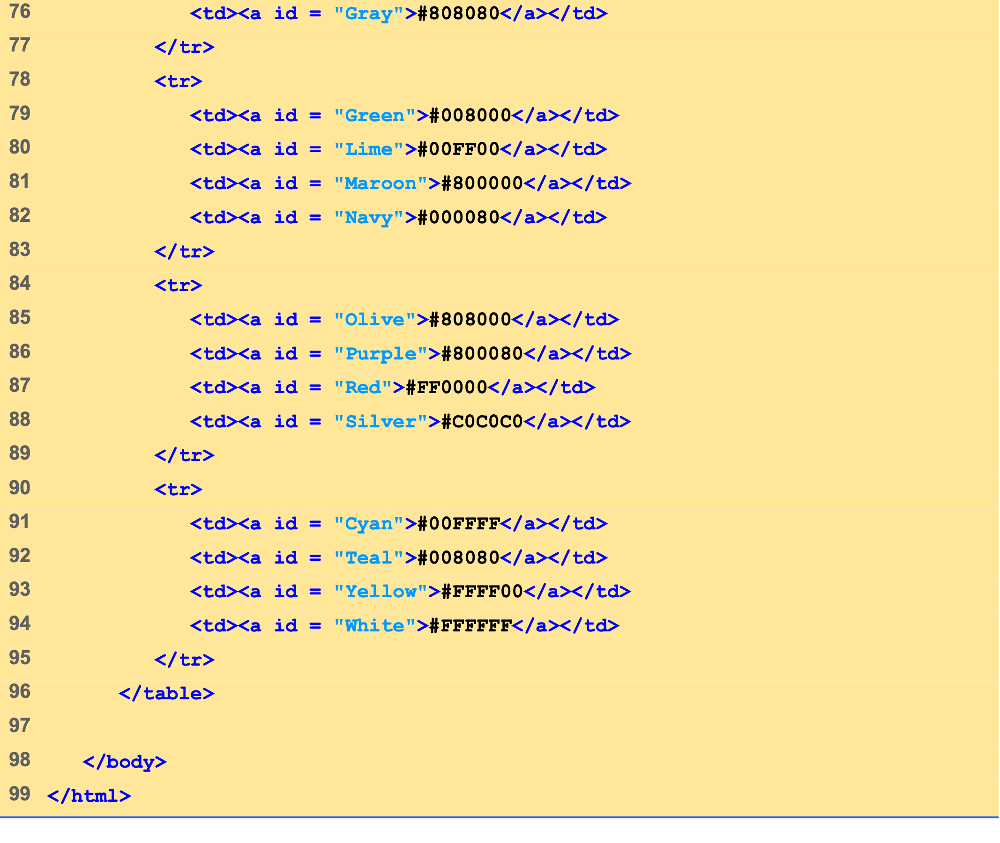 76 <td><a id = "Gray">#808080</a></td>
77 </tr>
78 <tr>
79 <td><a id = "Green">#008000</a></td>
80 <td><a id = "Lime">#00FF00</a></td>
81 <td><a id = "Maroon">#800000</a></td>
82 <td><a id = "Navy">#000080</a></td>
83 </tr>
84 <tr>
85 <td><a id = "Olive">#808000</a></td>
86 <td><a id = "Purple">#800080</a></td>
87 <td><a id = "Red">#FF0000</a></td>
88 <td><a id = "Silver">#C0C0C0</a></td>
89 </tr>
90 <tr>
91 <td><a id = "Cyan">#00FFFF</a></td>
92 <td><a id = "Teal">#008080</a></td>
93 <td><a id = "Yellow">#FFFF00</a></td>
94 <td><a id = "White">#FFFFFF</a></td>
95 </tr>
96 </table>
97
98 </body>
99 </html>